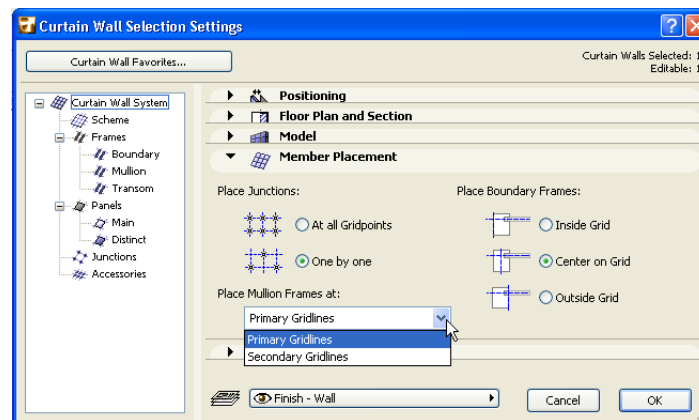 Curtain Wall Selection Settings
Curtain Wall Favorites...
Curtain Walls Selected: 1
Editable: 1
Curtain Wall System
Scheme
Frames
Boundary
Mullion
Transom
Panels
Main
Distinct
Junctions
Accessories
Positioning
Floor Plan and Section
Model
Member Placement
Place Junctions:
At all Gridpoints
One by one
Place Boundary Frames:
Inside Grid
Center on Grid
Outside Grid
Place Mullion Frames at:
Primary Gridlines
Primary Gridlines
Secondary Gridlines
Finish - Wall
Cancel
OK